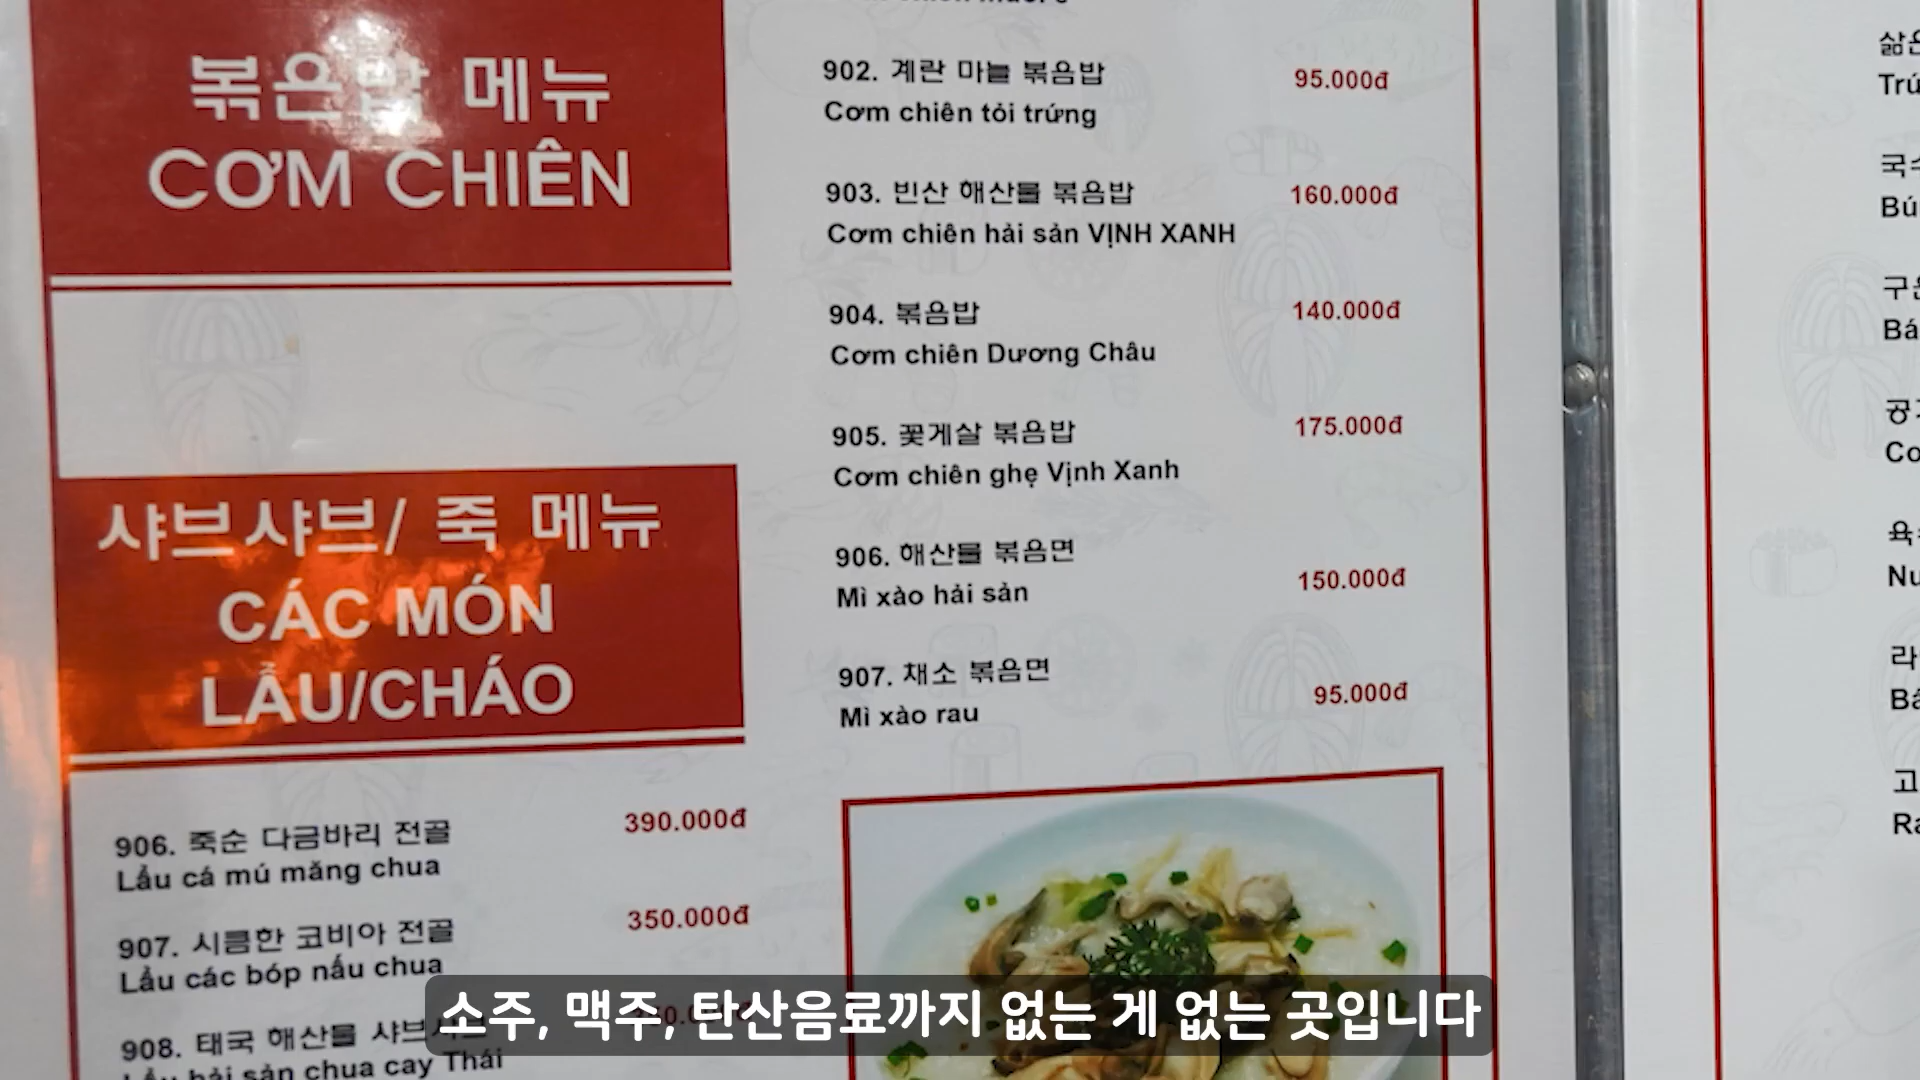 볶은밥 메뉴
CƠM CHIÊN
샤브샤브/ 죽 메뉴
CÁC MÓN
LẨU/CHÁO
906. 죽순 다금바리 전골 390.000đ
Lẩu cá mú măng chua
907. 시큼한 코비아 전골 350.000đ
Lẩu các bóp nấu chua
908. 태국 해산물
Lẩu hải sản chua cay Thái
902. 계란 마늘 볶음밥 95.000đ
Cơm chiên tỏi trứng
903. 빈산 해산물 볶음밥 160.000đ
Cơm chiên hải sản VỊNH XANH
904. 볶음밥 140.000đ
Cơm chiên Dương Châu
905. 꽃게살 볶음밥 175.000đ
Cơm chiên ghẹ Vịnh Xanh
906. 해산물 볶음면 150.000đ
Mì xào hải sản
907. 채소 볶음면 95.000đ
Mì xào rau
소주, 맥주, 탄산음료까지 없는 게 없는 곳입니다